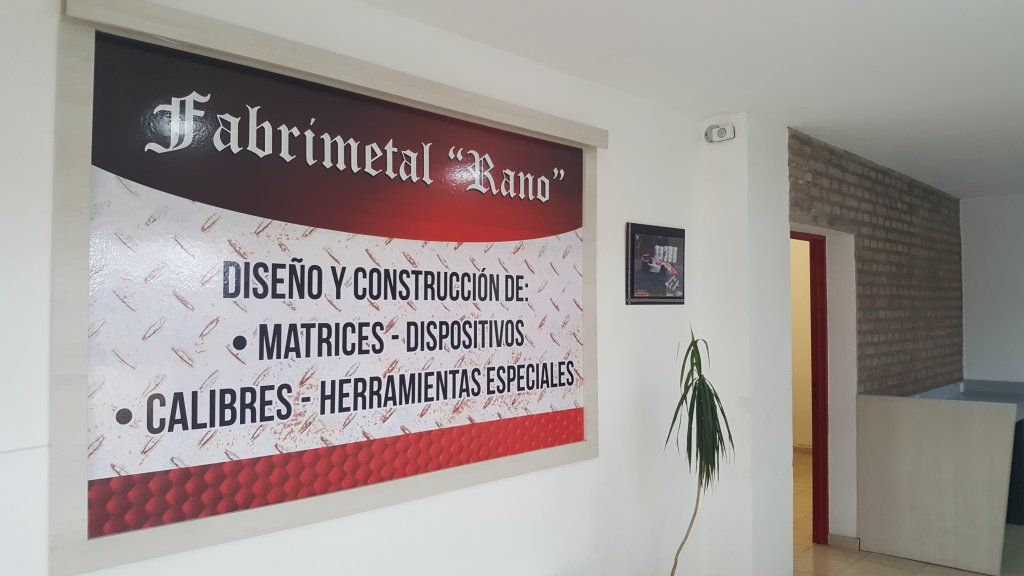 Fabrimetal "Rano"
DISEÑO Y CONSTRUCCIÓN DE:
• MATRICES - DISPOSITIVOS
• CALIBRES - HERRAMIENTAS ESPECIALES